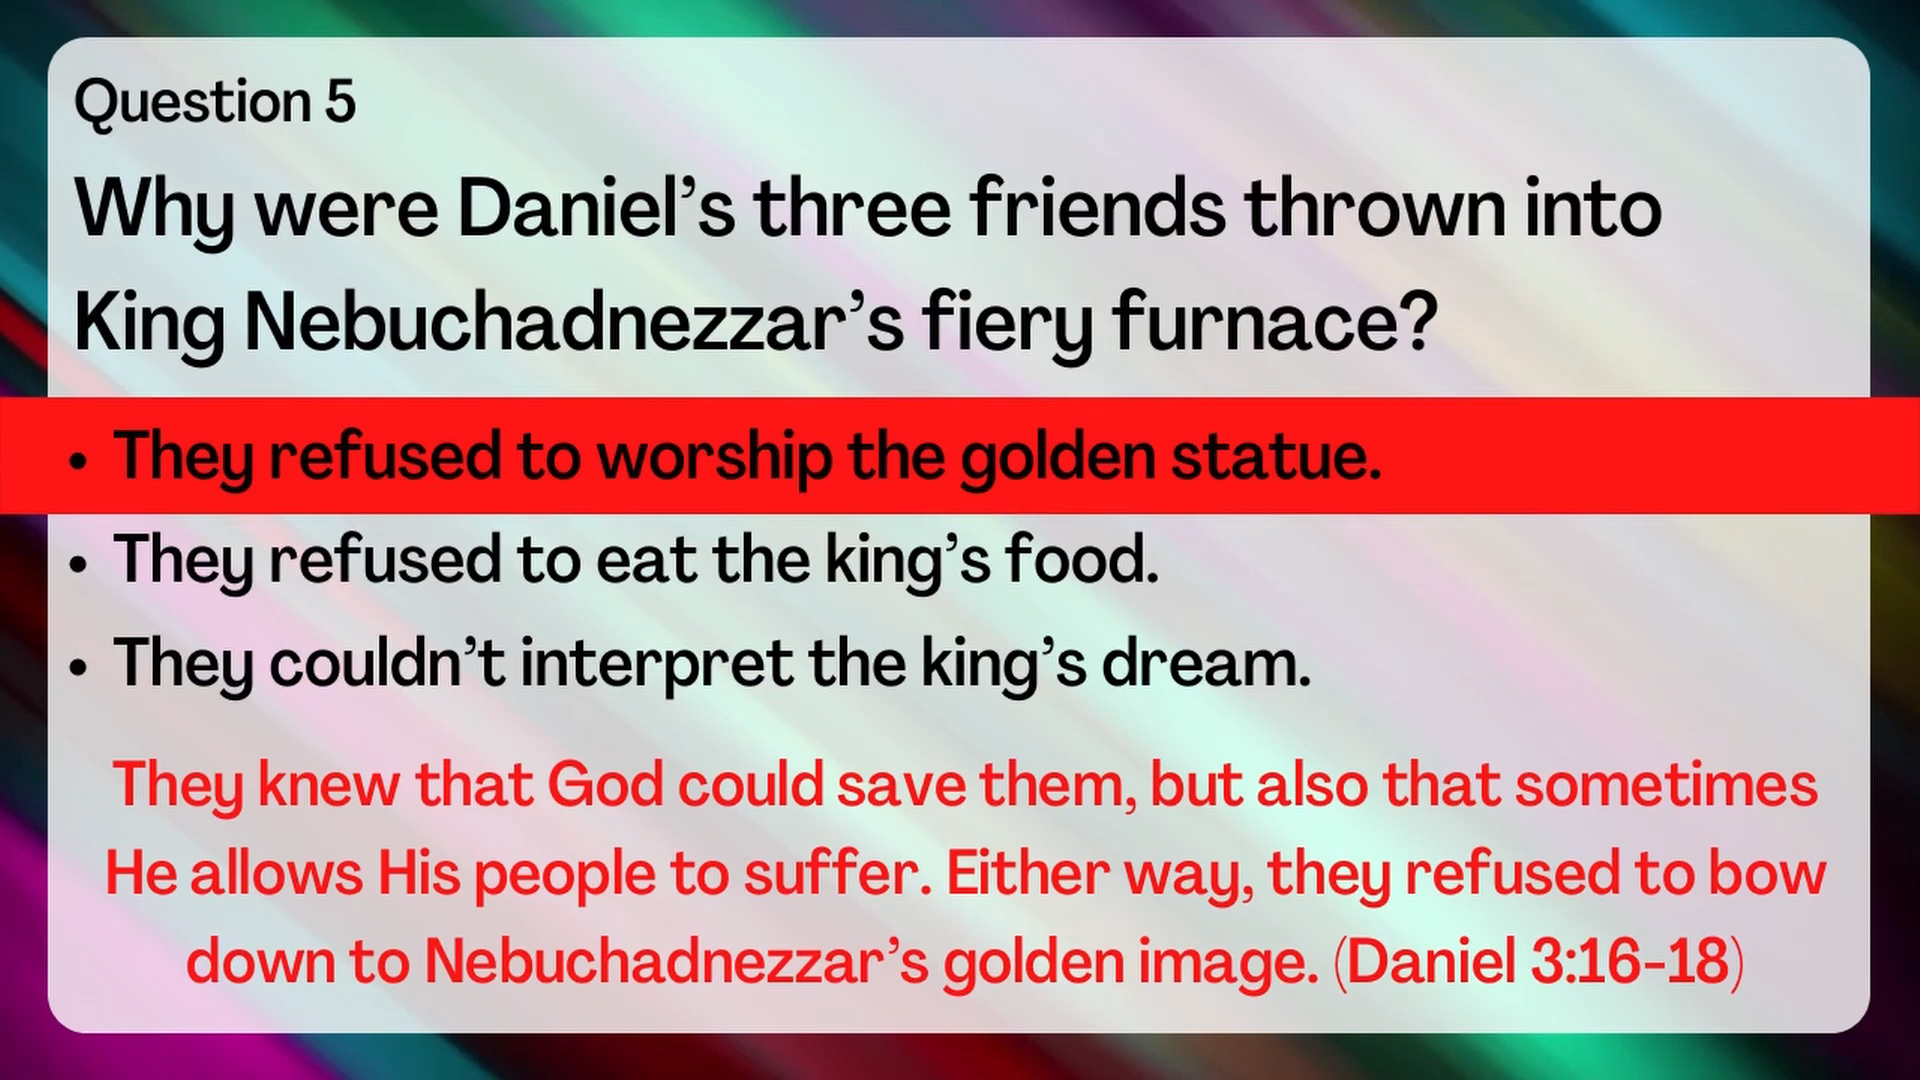 Question 5
Why were Daniel’s three friends thrown into
King Nebuchadnezzar’s fiery furnace?
• They refused to worship the golden statue.
• They refused to eat the king’s food.
• They couldn’t interpret the king’s dream.
They knew that God could save them, but also that sometimes
He allows His people to suffer. Either way, they refused to bow
down to Nebuchadnezzar’s golden image. (Daniel 3:16-18)